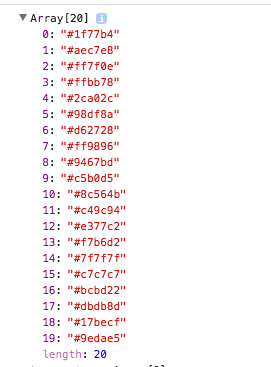 ▼Array[20] i
0: "#1f77b4"
1: "#aec7e8"
2: "#ff7f0e"
3: "#ffbb78"
4: "#2ca02c"
5: "#98df8a"
6: "#d62728"
7: "#ff9896"
8: "#9467bd"
9: "#c5b0d5"
10: "#8c564b"
11: "#c49c94"
12: "#e377c2"
13: "#f7b6d2"
14: "#7f7f7f"
15: "#c7c7c7"
16: "#bcbd22"
17: "#dbdb8d"
18: "#17becf"
19: "#9edae5"
length: 20